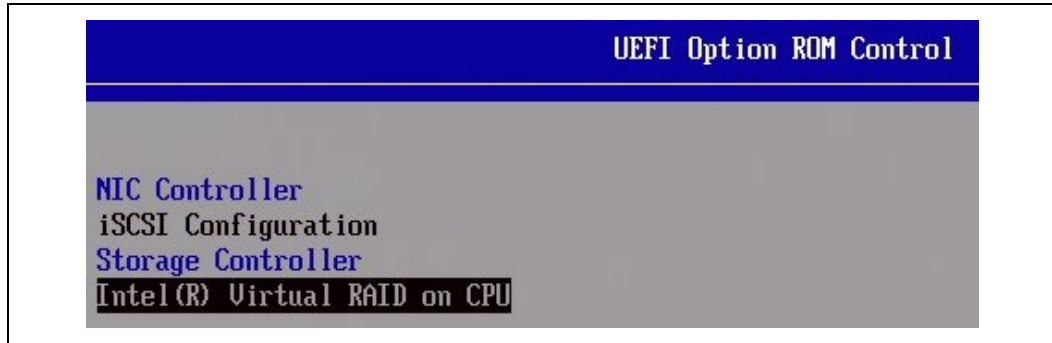 UEFI Option ROM Control
NIC Controller
iSCSI Configuration
Storage Controller
Intel(R) Virtual RAID on CPU